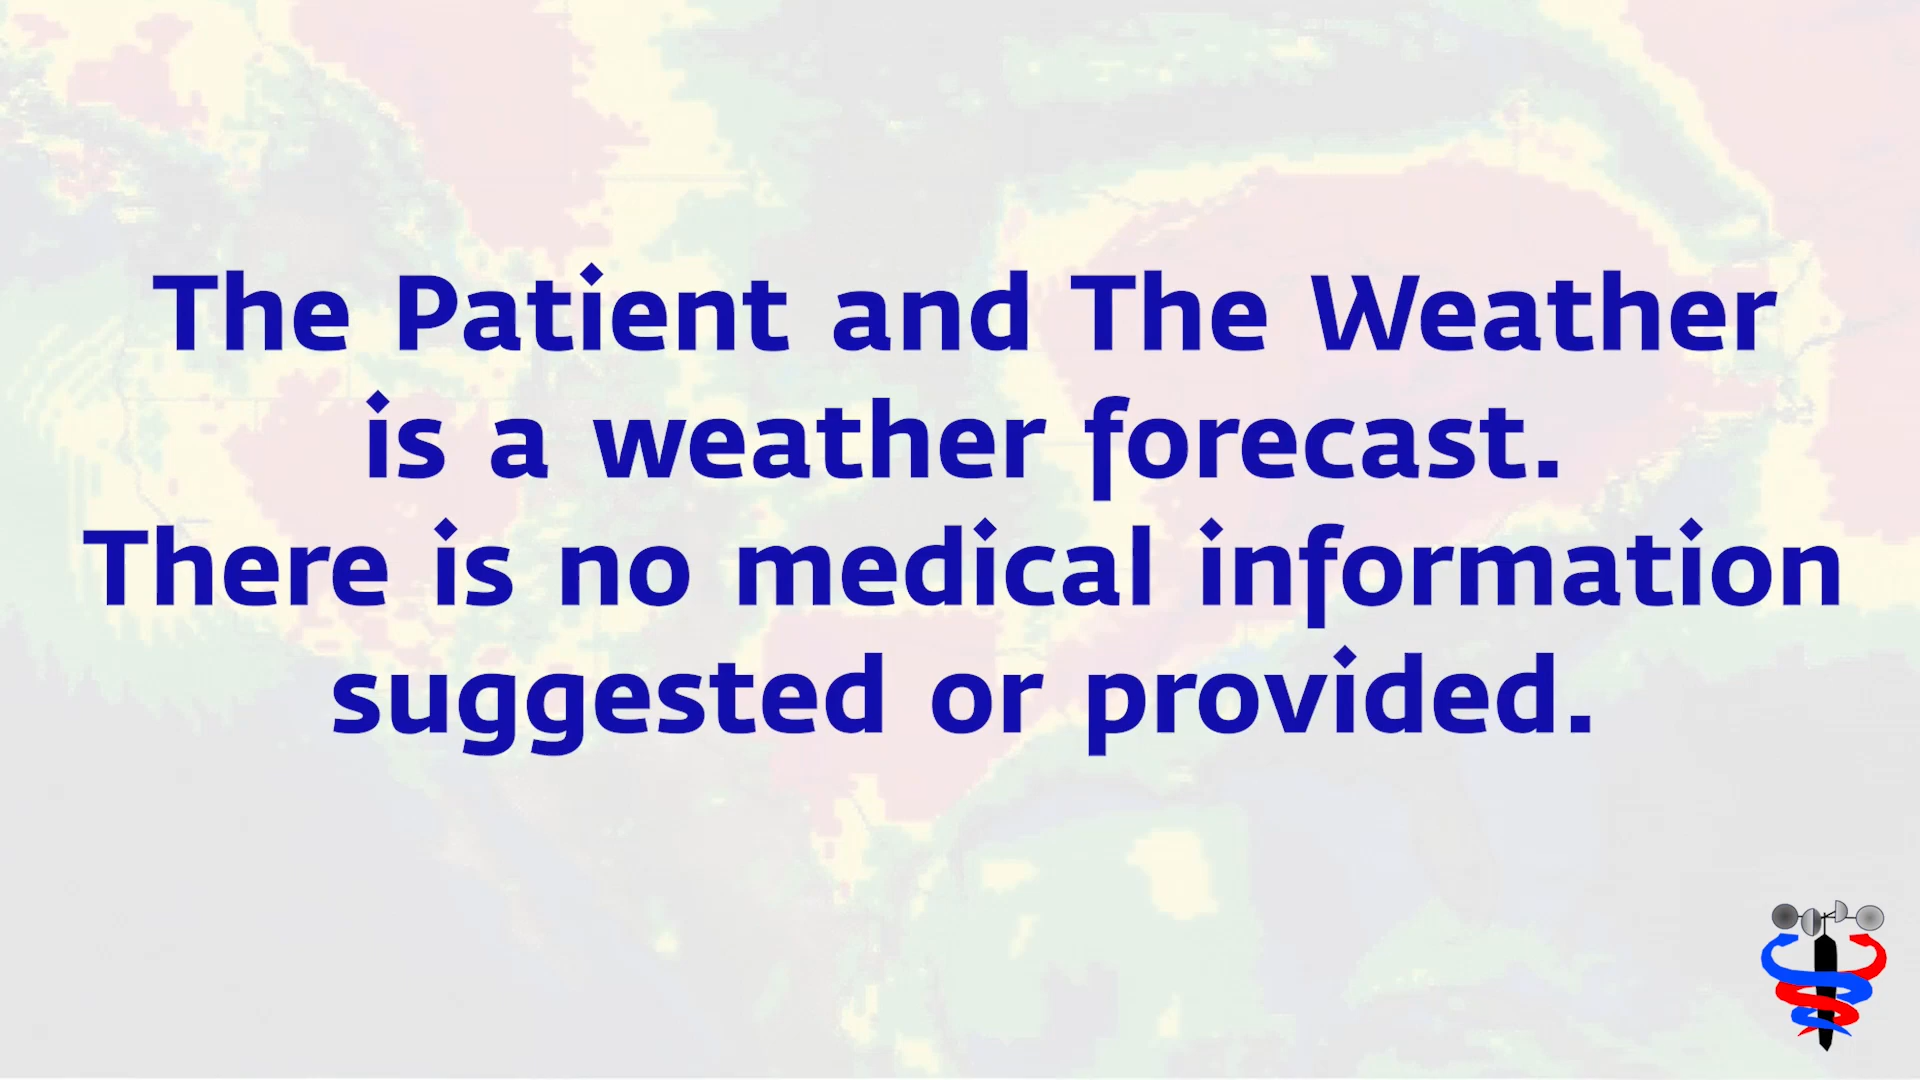 The Patient and The Weather
is a weather forecast.
There is no medical information
suggested or provided.